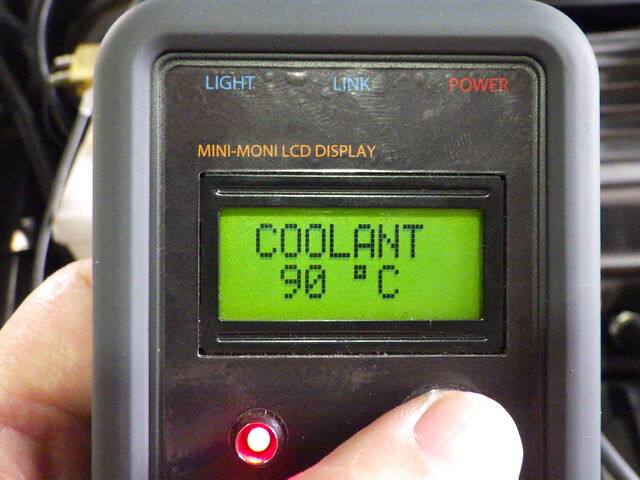 LIGHT LINK POWER
MINI-MONI LCD DISPLAY
COOLANT
90 °C